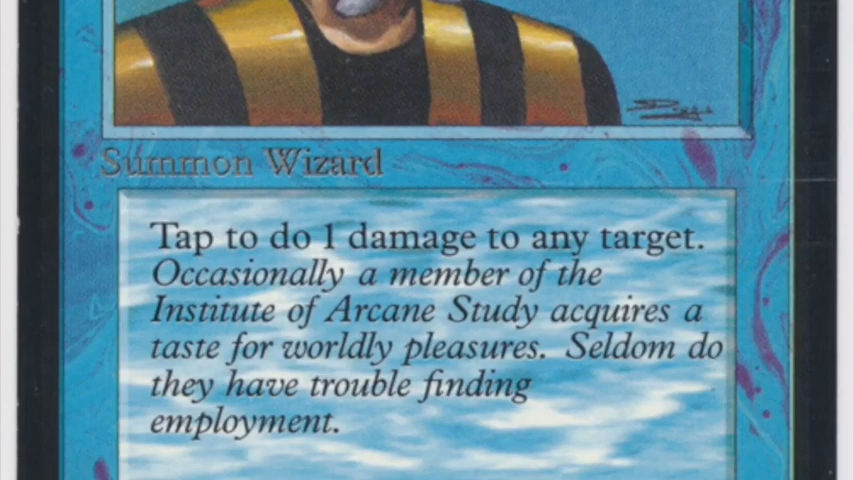 Summon Wizard
Tap to do 1 damage to any target.
Occasionally a member of the
Institute of Arcane Study acquires a
taste for worldly pleasures. Seldom do
they have trouble finding
employment.